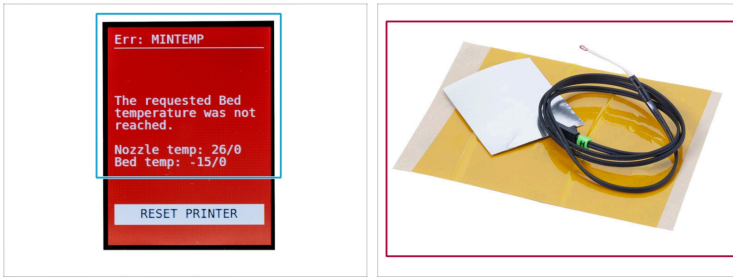 Err: MINTEMP
The requested Bed
temperature was not
reached.
Nozzle temp: 26/0
Bed temp: -15/0
RESET PRINTER